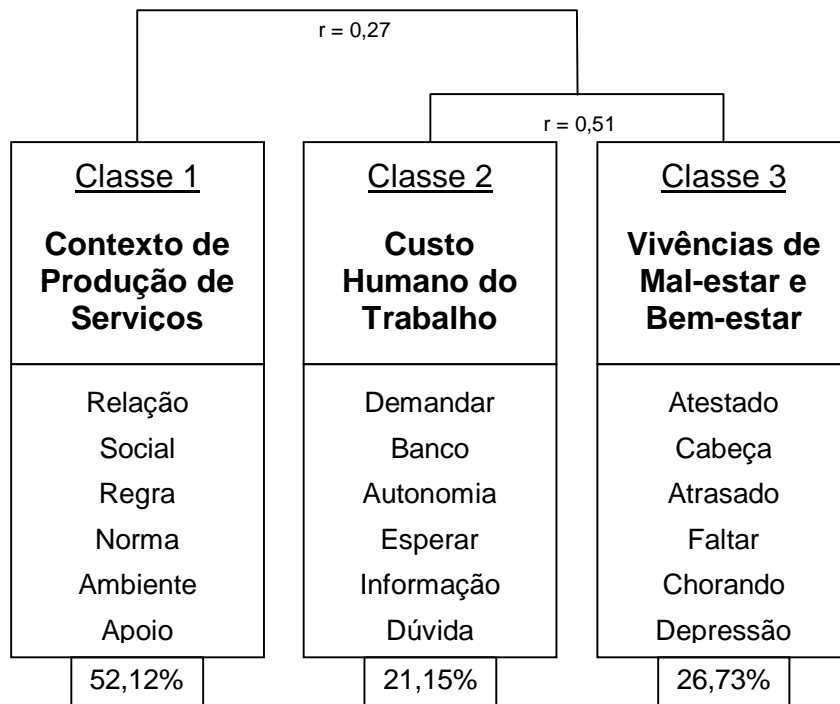 r = 0,27
r = 0,51
Classe 1
Contexto de
Produção de
Serviços
Relação
Social
Regra
Norma
Ambiente
Apoio
52,12%
Classe 2
Custo
Humano do
Trabalho
Demandar
Banco
Autonomia
Esperar
Informação
Dúvida
21,15%
Classe 3
Vivências de
Mal-estar e
Bem-estar
Atestado
Cabeça
Atrasado
Faltar
Chorando
Depressão
26,73%